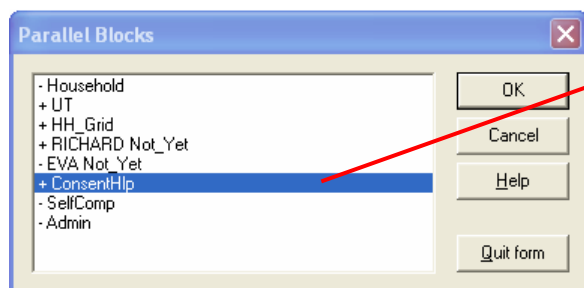 Parallel Blocks
- Household
+ UT
+ HH_Grid
+ RICHARD Not_Yet
- EVA Not_Yet
+ ConsentHlp
- SelfComp
- Admin
OK
Cancel
Help
Quit form